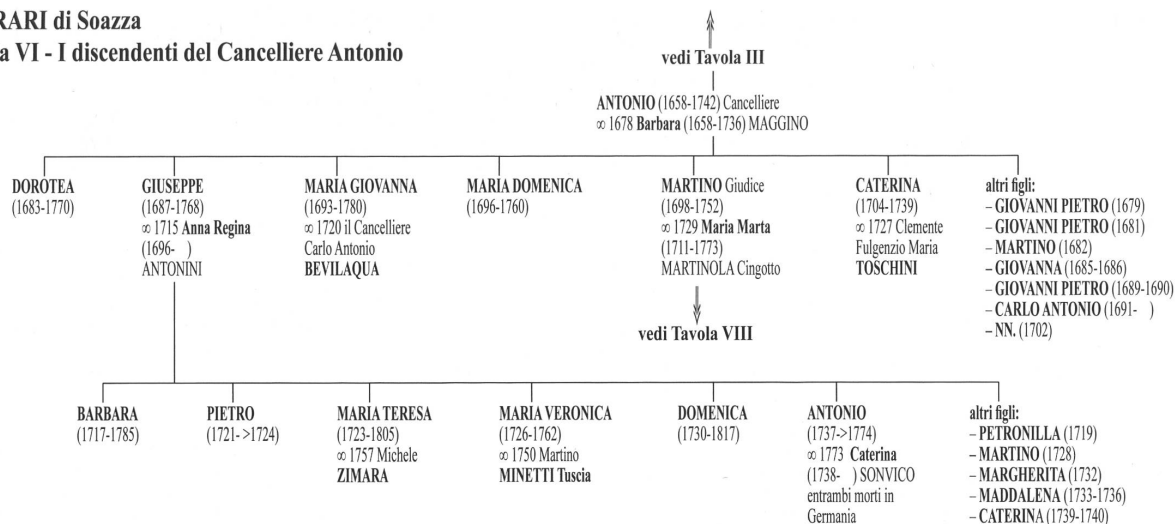 RARI di Soazza
a VI - I discendenti del Cancelliere Antonio
vedi Tavola III
ANTONIO (1658-1742) Cancelliere
∞ 1678 Barbara (1658-1736) MAGGINO
DOROTEA
(1683-1770)
GIUSEPPE
(1687-1768)
∞ 1715 Anna Regina
(1696- )
ANTONINI
MARIA GIOVANNA
(1693-1780)
∞ 1720 il Cancelliere
Carlo Antonio
BEVILAQUA
MARIA DOMENICA
(1696-1760)
MARTINO Giudice
(1698-1752)
∞ 1729 Maria Marta
(1711-1773)
MARTINOLA Cingotto
vedi Tavola VIII
CATERINA
(1704-1739)
∞ 1727 Clemente
Fulgenzio Maria
TOSCHINI
altri figli:
– GIOVANNI PIETRO (1679)
– GIOVANNI PIETRO (1681)
– MARTINO (1682)
– GIOVANNA (1685-1686)
– GIOVANNI PIETRO (1689-1690)
– CARLO ANTONIO (1691- )
– NN. (1702)
BARBARA
(1717-1785)
PIETRO
(1721- >1724)
MARIA TERESA
(1723-1805)
∞ 1757 Michele
ZIMARA
MARIA VERONICA
(1726-1762)
∞ 1750 Martino
MINETTI Tuscia
DOMENICA
(1730-1817)
ANTONIO
(1737->1774)
∞ 1773 Caterina
(1738- ) SONVICO
entrambi morti in
Germania
altri figli:
– PETRONILLA (1719)
– MARTINO (1728)
– MARGHERITA (1732)
– MADDALENA (1733-1736)
– CATERINA (1739-1740)